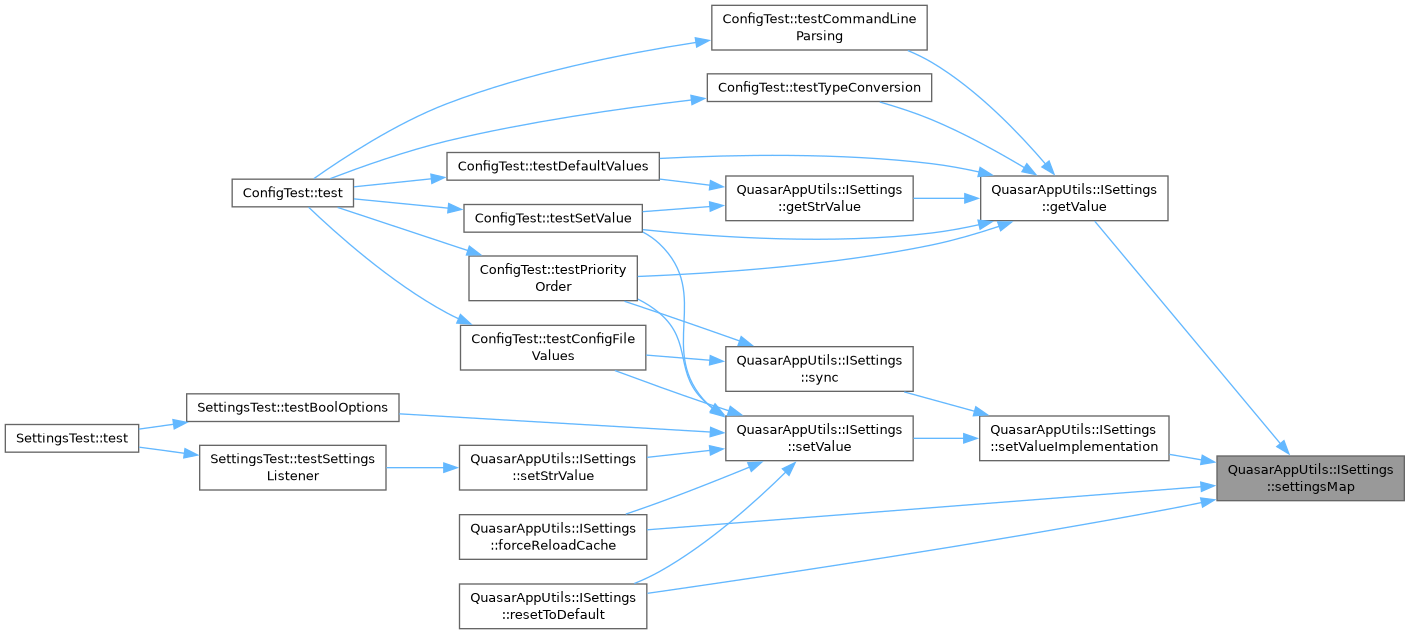 ConfigTest::testCommandLine
Parsing
ConfigTest::testTypeConversion
ConfigTest::testDefaultValues
ConfigTest::test
QuasarAppUtils::ISettings
::getStrValue
QuasarAppUtils::ISettings
::getValue
ConfigTest::testSetValue
ConfigTest::testPriority
Order
ConfigTest::testConfigFile
Values
QuasarAppUtils::ISettings
::sync
SettingsTest::testBoolOptions
SettingsTest::test
QuasarAppUtils::ISettings
::setValue
QuasarAppUtils::ISettings
::setValueImplementation
SettingsTest::testSettings
Listener
QuasarAppUtils::ISettings
::setStrValue
QuasarAppUtils::ISettings
::settingsMap
QuasarAppUtils::ISettings
::forceReloadCache
QuasarAppUtils::ISettings
::resetToDefault